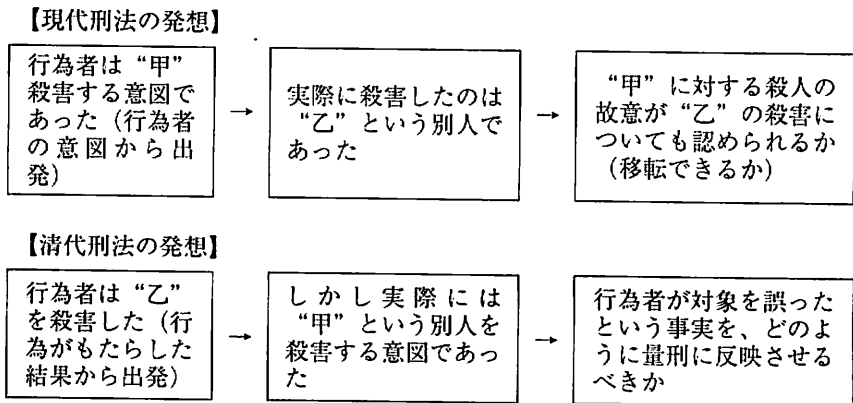 【現代刑法の発想】
行為者は“甲”
殺害する意図で
あった（行為者
の意図から出
発）
→
実際に殺害したのは
“乙”という別人で
あった
→
“甲”に対する殺人の
故意が“乙”の殺害に
ついても認められるか
（移転できるか）
【清代刑法の発想】
行為者は“乙”
を殺害した（行
為がもたらした
結果から出発）
→
しかし実際には
“甲”という別人を
殺害する意図であっ
た
→
行為者が対象を誤った
という事実を、どのよ
うに量刑に反映させる
べきか